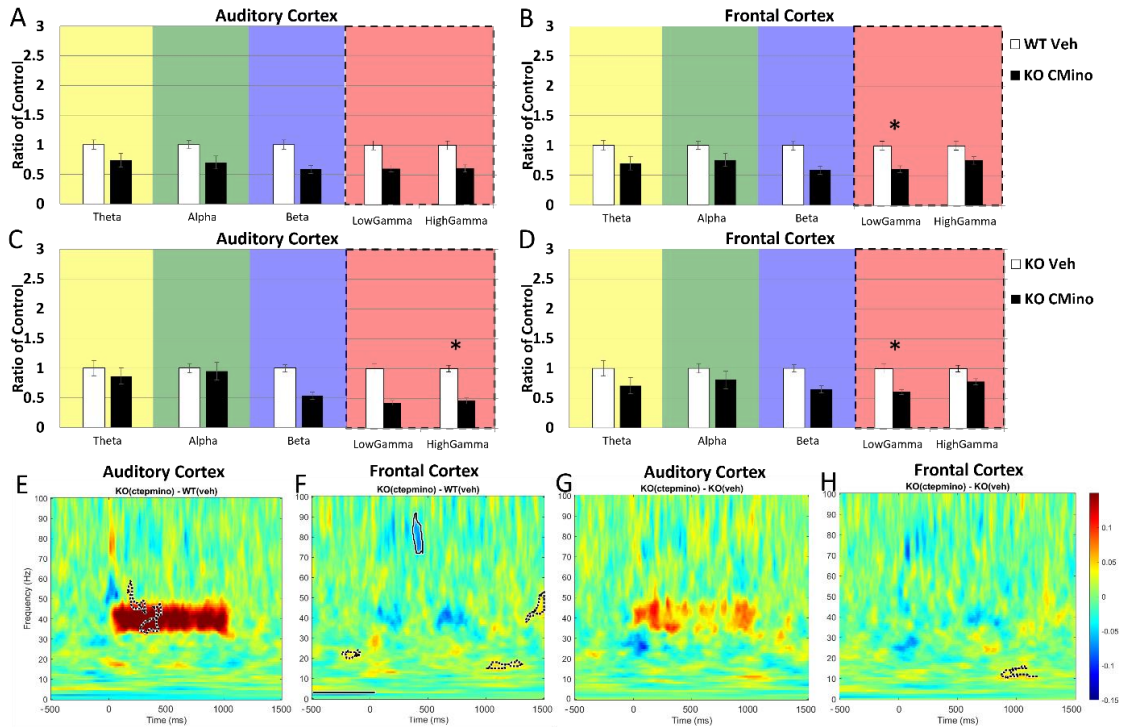 A
Auditory Cortex
Ratio of Control
3
2.5
2
1.5
1
0.5
0
Theta Alpha Beta LowGamma HighGamma
B
Frontal Cortex
Ratio of Control
3
2.5
2
1.5
1
0.5
0
*
Theta Alpha Beta LowGamma HighGamma
WT Veh
KO CMino
C
Auditory Cortex
Ratio of Control
3
2.5
2
1.5
1
0.5
0
*
Theta Alpha Beta LowGamma HighGamma
D
Frontal Cortex
Ratio of Control
3
2.5
2
1.5
1
0.5
0
*
Theta Alpha Beta LowGamma HighGamma
KO Veh
KO CMino
E
Auditory Cortex
KO(ctepmino) - WT(veh)
Frequency (Hz)
100
90
80
70
60
50
40
30
20
10
0
-500 0 500 1000 1500
Time (ms)
F
Frontal Cortex
KO(ctepmino) - WT(veh)
100
90
80
70
60
50
40
30
20
10
0
-500 0 500 1000 1500
Time (ms)
G
Auditory Cortex
KO(ctepmino) - KO(veh)
100
90
80
70
60
50
40
30
20
10
0
-500 0 500 1000 1500
Time (ms)
H
Frontal Cortex
KO(ctepmino) - KO(veh)
100
90
80
70
60
50
40
30
20
10
0
-500 0 500 1000 1500
Time (ms)
0.1
0.05
0
-0.05
-0.1
-0.15